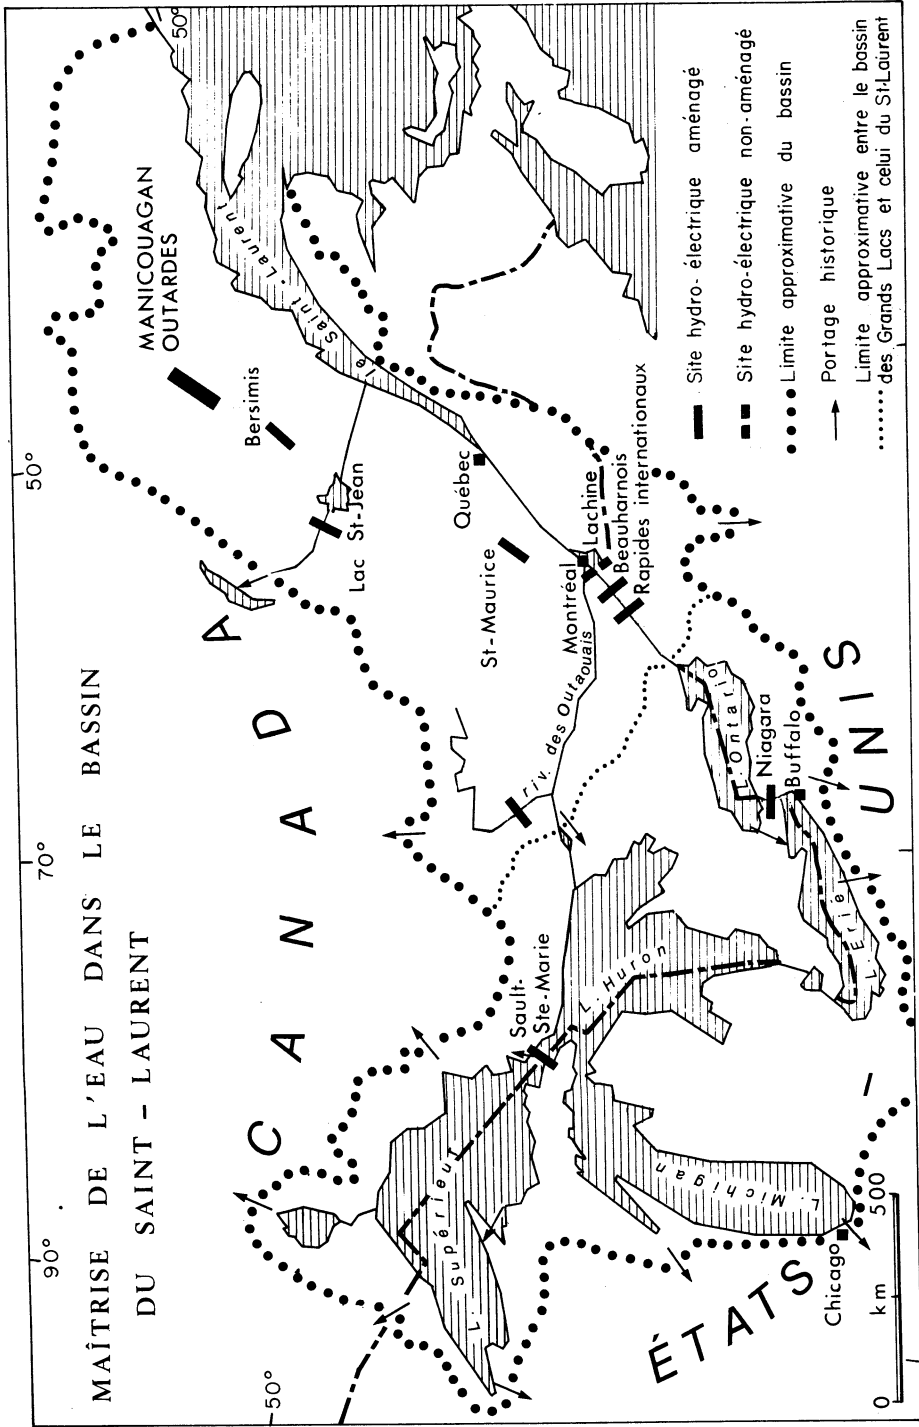 MAÎTRISE DE L'EAU DANS LE BASSIN
DU SAINT – LAURENT
90°
70°
50°
50°
50°
CANADA
ÉTATS – UNIS
MANICOUAGAN
OUTARDES
Bersimis
Lac St-Jean
le Saint-Laurent
Québec
St-Maurice
Montréal
Lachine
Beauharnois
Rapides internationaux
riv. des Outaouais
L. Ontario
Niagara
Buffalo
L. Érie
L. Huron
Sault-
Ste-Marie
L. Supérieur
L. Michigan
Chicago
0 km 500
Site hydro-électrique aménagé
Site hydro-électrique non-aménagé
Limite approximative du bassin
Portage historique
Limite approximative entre le bassin
des Grands Lacs et celui du St-Laurent